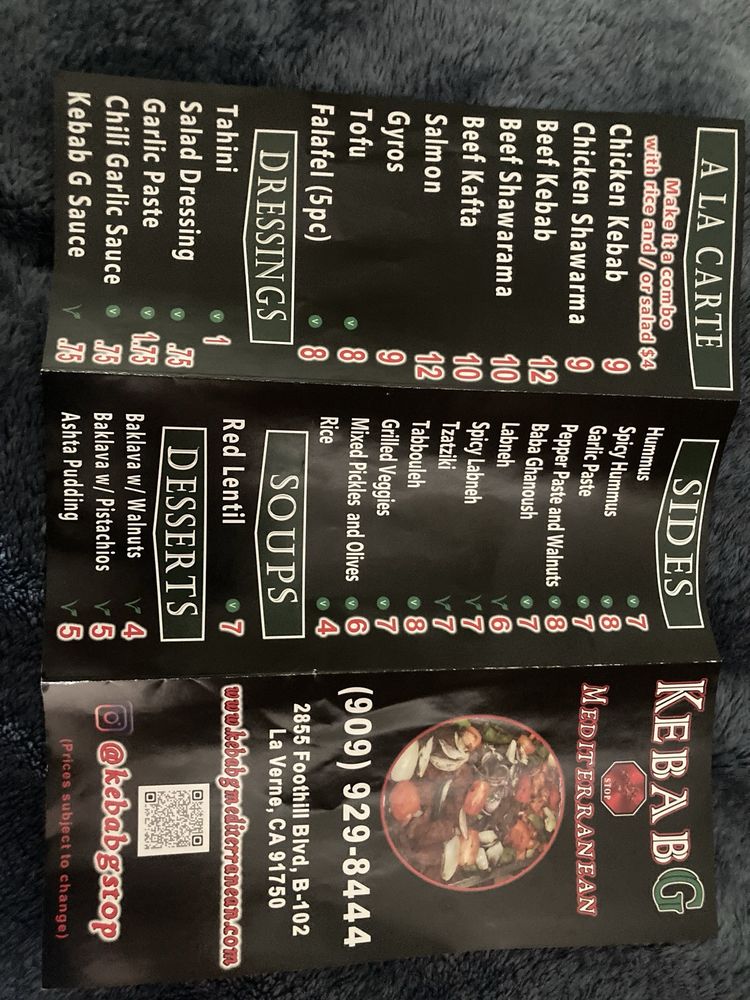 A LA CARTE
Make it a combo
with rice and / or salad $4
Chicken Kebab 9
Chicken Shawarma 9
Beef Kebab 12
Beef Shawarama 10
Beef Kafta 10
Salmon 12
Gyros 9
Tofu V 8
Falafel (5pc) V 8
DRESSINGS
Tahini V 1
Salad Dressing V .75
Garlic Paste V 1.75
Chili Garlic Sauce V .75
Kebab G Sauce V .75
SIDES
Hummus V 7
Spicy Hummus V 8
Garlic Paste V 7
Pepper Paste and Walnuts V 8
Baba Ghanoush V 7
Labneh V 6
Spicy Labneh V 7
Tzatziki V 7
Tabbouleh V 8
Grilled Veggies V 7
Mixed Pickles and Olives V 6
Rice V 4
SOUPS
Red Lentil V 7
DESSERTS
Baklava w/ Walnuts V 4
Baklava w/ Pistachios V 5
Ashta Pudding V 5
KEBAB G
STOP
MEDITERRANEAN
(909) 929-8444
2855 Foothill Blvd, B-102
La Verne, CA 91750
www.kebabgmediterranean.com
@kebabg.stop
(Prices subject to change)